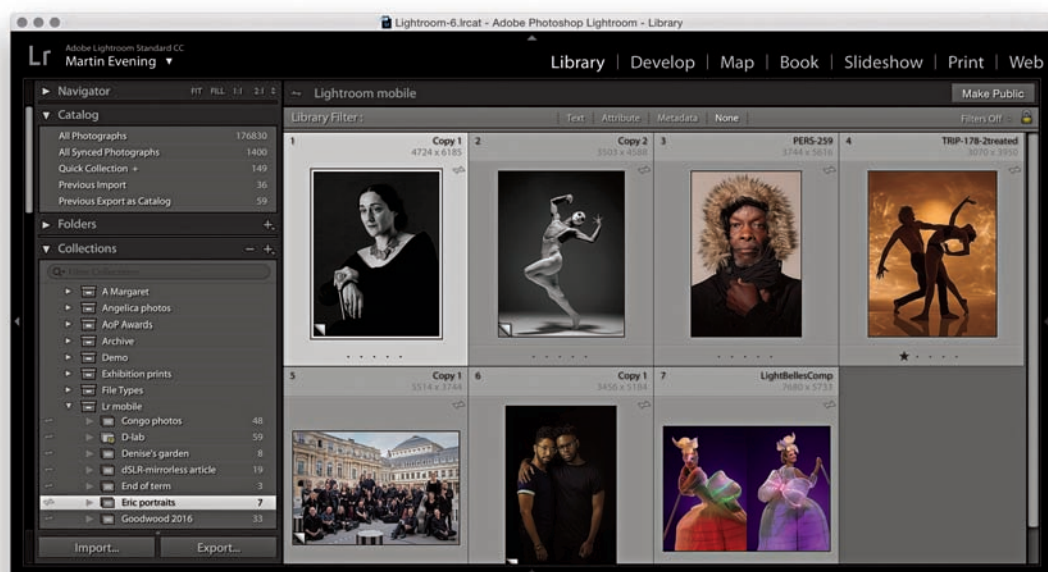 Lightroom-6.lrcat - Adobe Photoshop Lightroom - Library
Lr
Adobe Lightroom Standard CC
Martin Evening ▼
Library | Develop | Map | Book | Slideshow | Print | Web
Navigator FIT FILL 1:1 2:1
Lightroom mobile
Make Public
Catalog
Library Filter : Text | Attribute | Metadata | None
Filters Off
All Photographs 176830
All Synced Photographs 1400
Quick Collection + 149
Previous Import 36
Previous Export as Catalog 59
Folders +
Collections − +
Filter Collections
A Margaret
Angelica photos
AoP Awards
Archive
Demo
Exhibition prints
File Types
Lr mobile
Congo photos 48
D-lab 59
Denise's garden 8
dSLR-mirrorless article 19
End of term 3
Eric portraits 7
Goodwood 2016 33
Import... Export...
1 Copy 1
4724 x 6185
2 Copy 2
3503 x 4588
3 PERS-259
3744 x 5616
4 TRIP-178-2treated
3070 x 3950
5 Copy 1
5514 x 3744
6 Copy 1
3456 x 5184
7 LightBellesComp
7680 x 5733